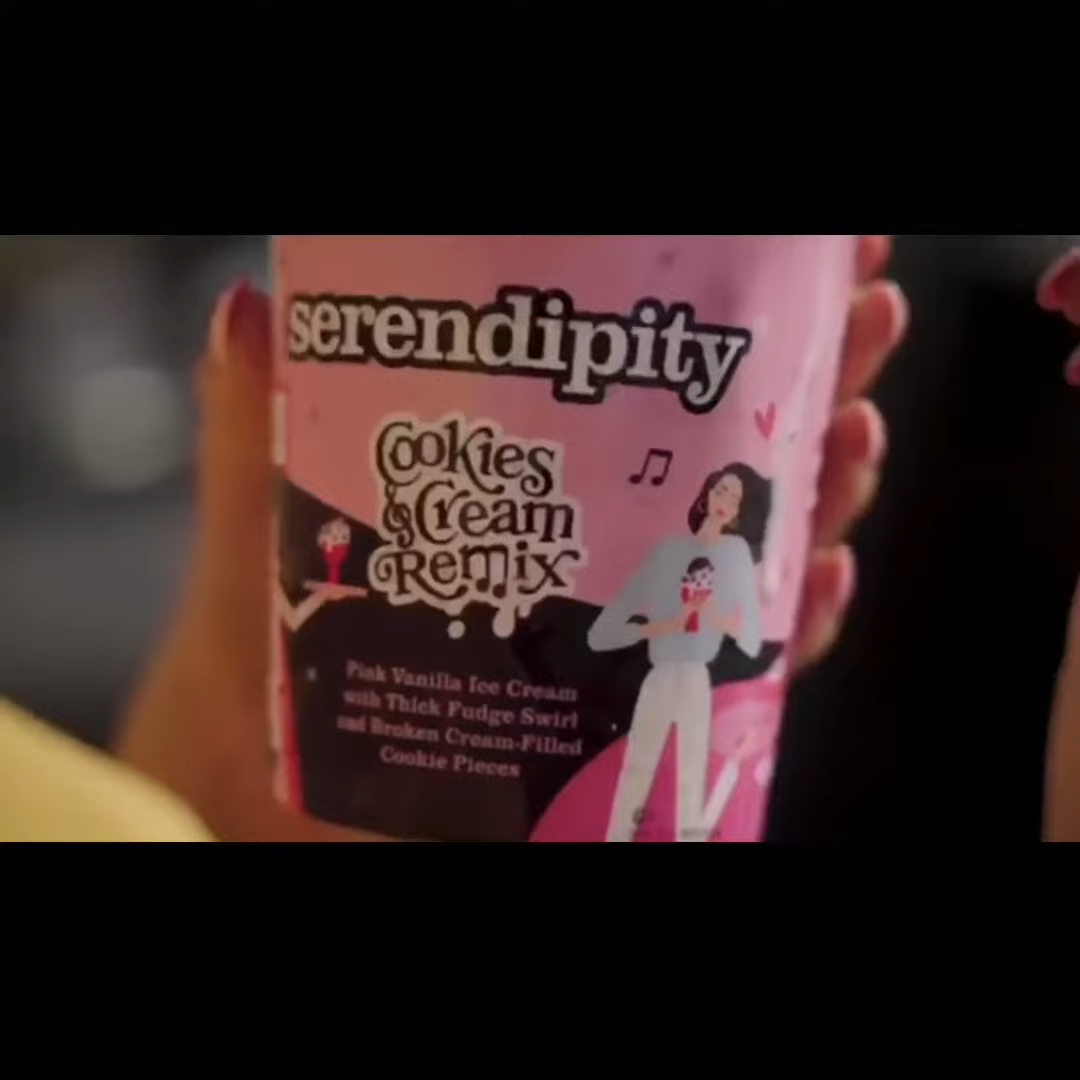 serendipity
Cookies
& Cream
Remix
Pink Vanilla Ice Cream
with Thick Fudge Swirl
and Broken Cream-Filled
Cookie Pieces